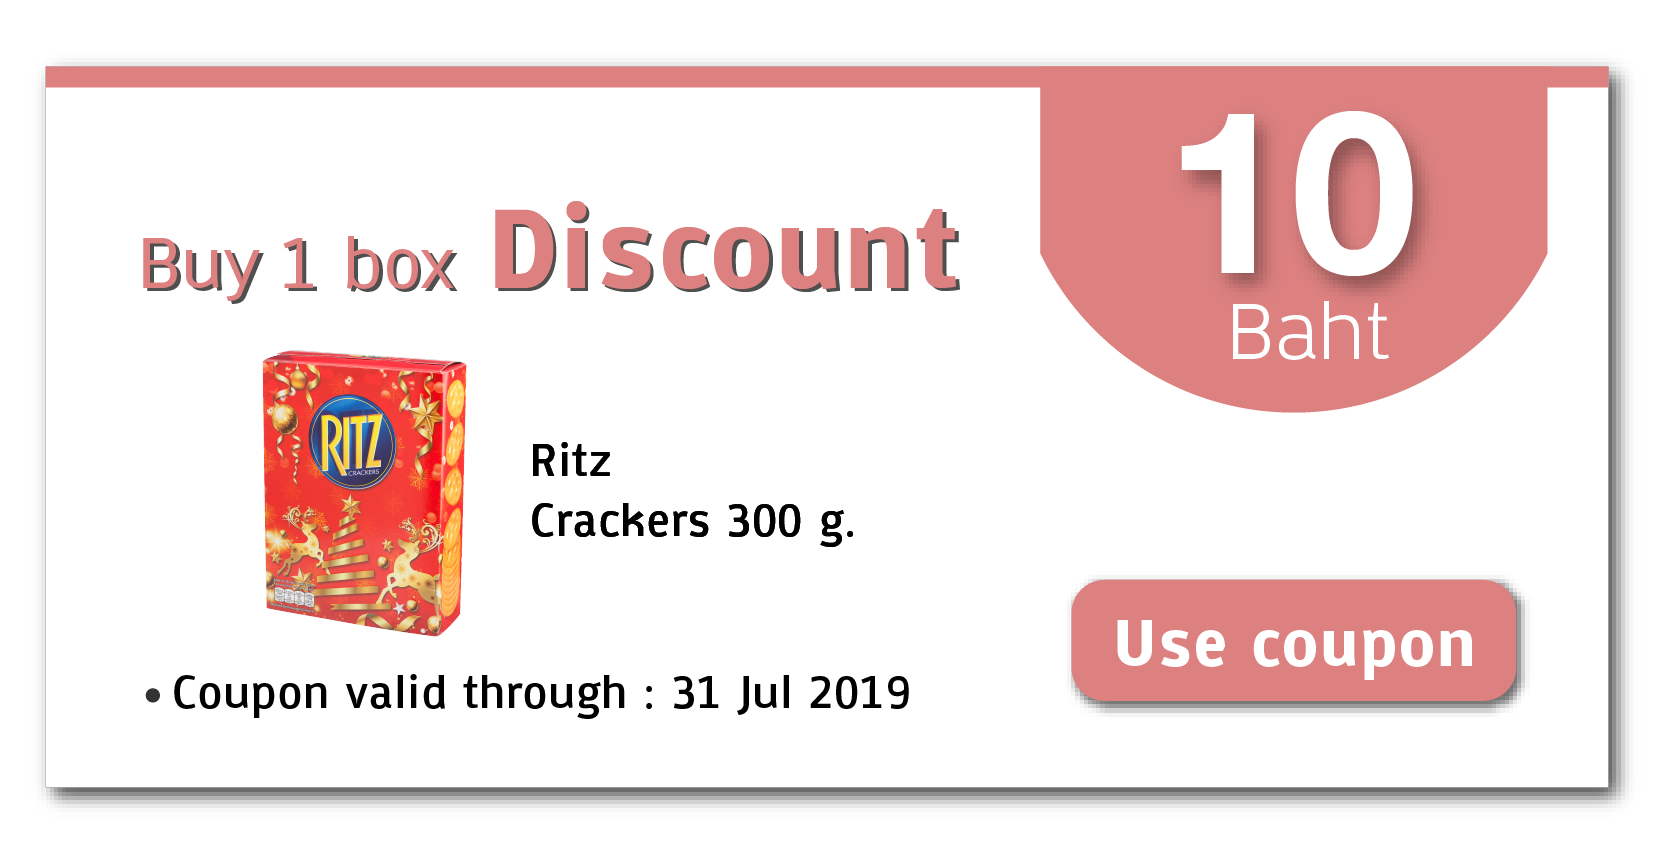 10
Baht
Buy 1 box Discount
RITZ
CRACKERS
Ritz
Crackers 300 g.
Use coupon
• Coupon valid through : 31 Jul 2019